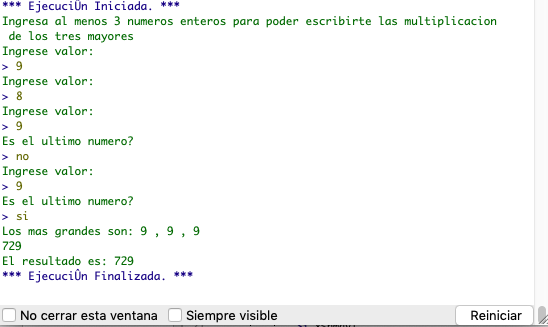 *** EjecuciÛn Iniciada. ***
Ingresa al menos 3 numeros enteros para poder escribirte las multiplicacion
de los tres mayores
Ingrese valor:
> 9
Ingrese valor:
> 8
Ingrese valor:
> 9
Es el ultimo numero?
> no
Ingrese valor:
> 9
Es el ultimo numero?
> si
Los mas grandes son: 9 , 9 , 9
729
El resultado es: 729
*** EjecuciÛn Finalizada. ***
No cerrar esta ventana Siempre visible Reiniciar